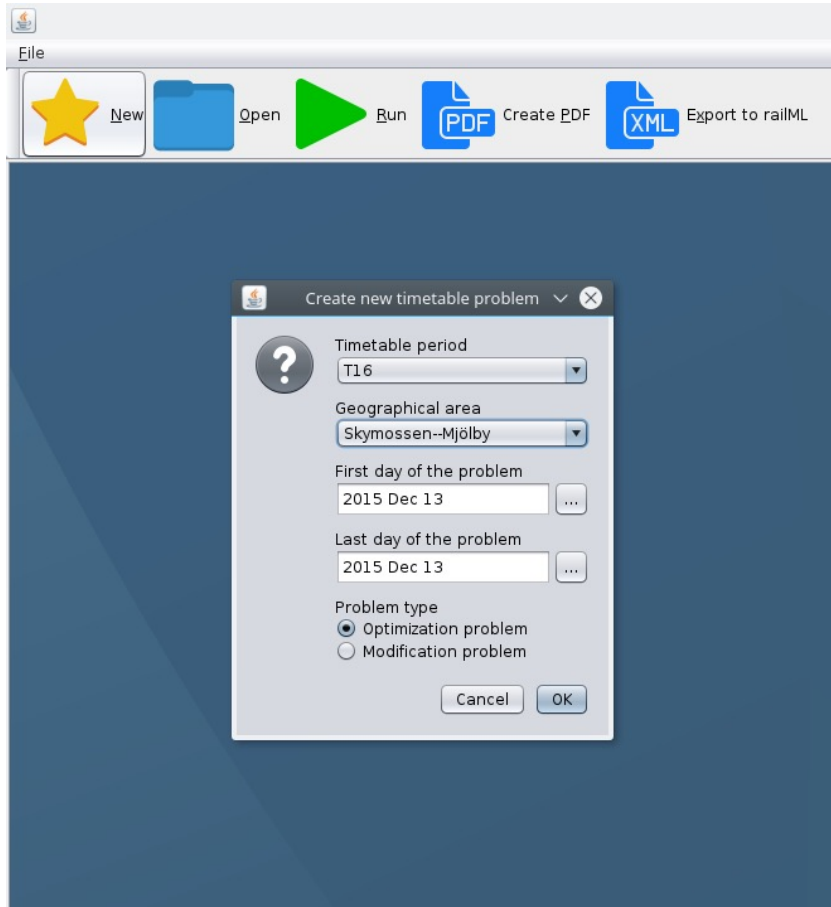 File
New
Open
Run
PDF
Create PDF
XML
Export to railML
Create new timetable problem
?
Timetable period
T16
Geographical area
Skymossen--Mjölby
First day of the problem
2015 Dec 13
...
Last day of the problem
2015 Dec 13
...
Problem type
Optimization problem
Modification problem
Cancel
OK